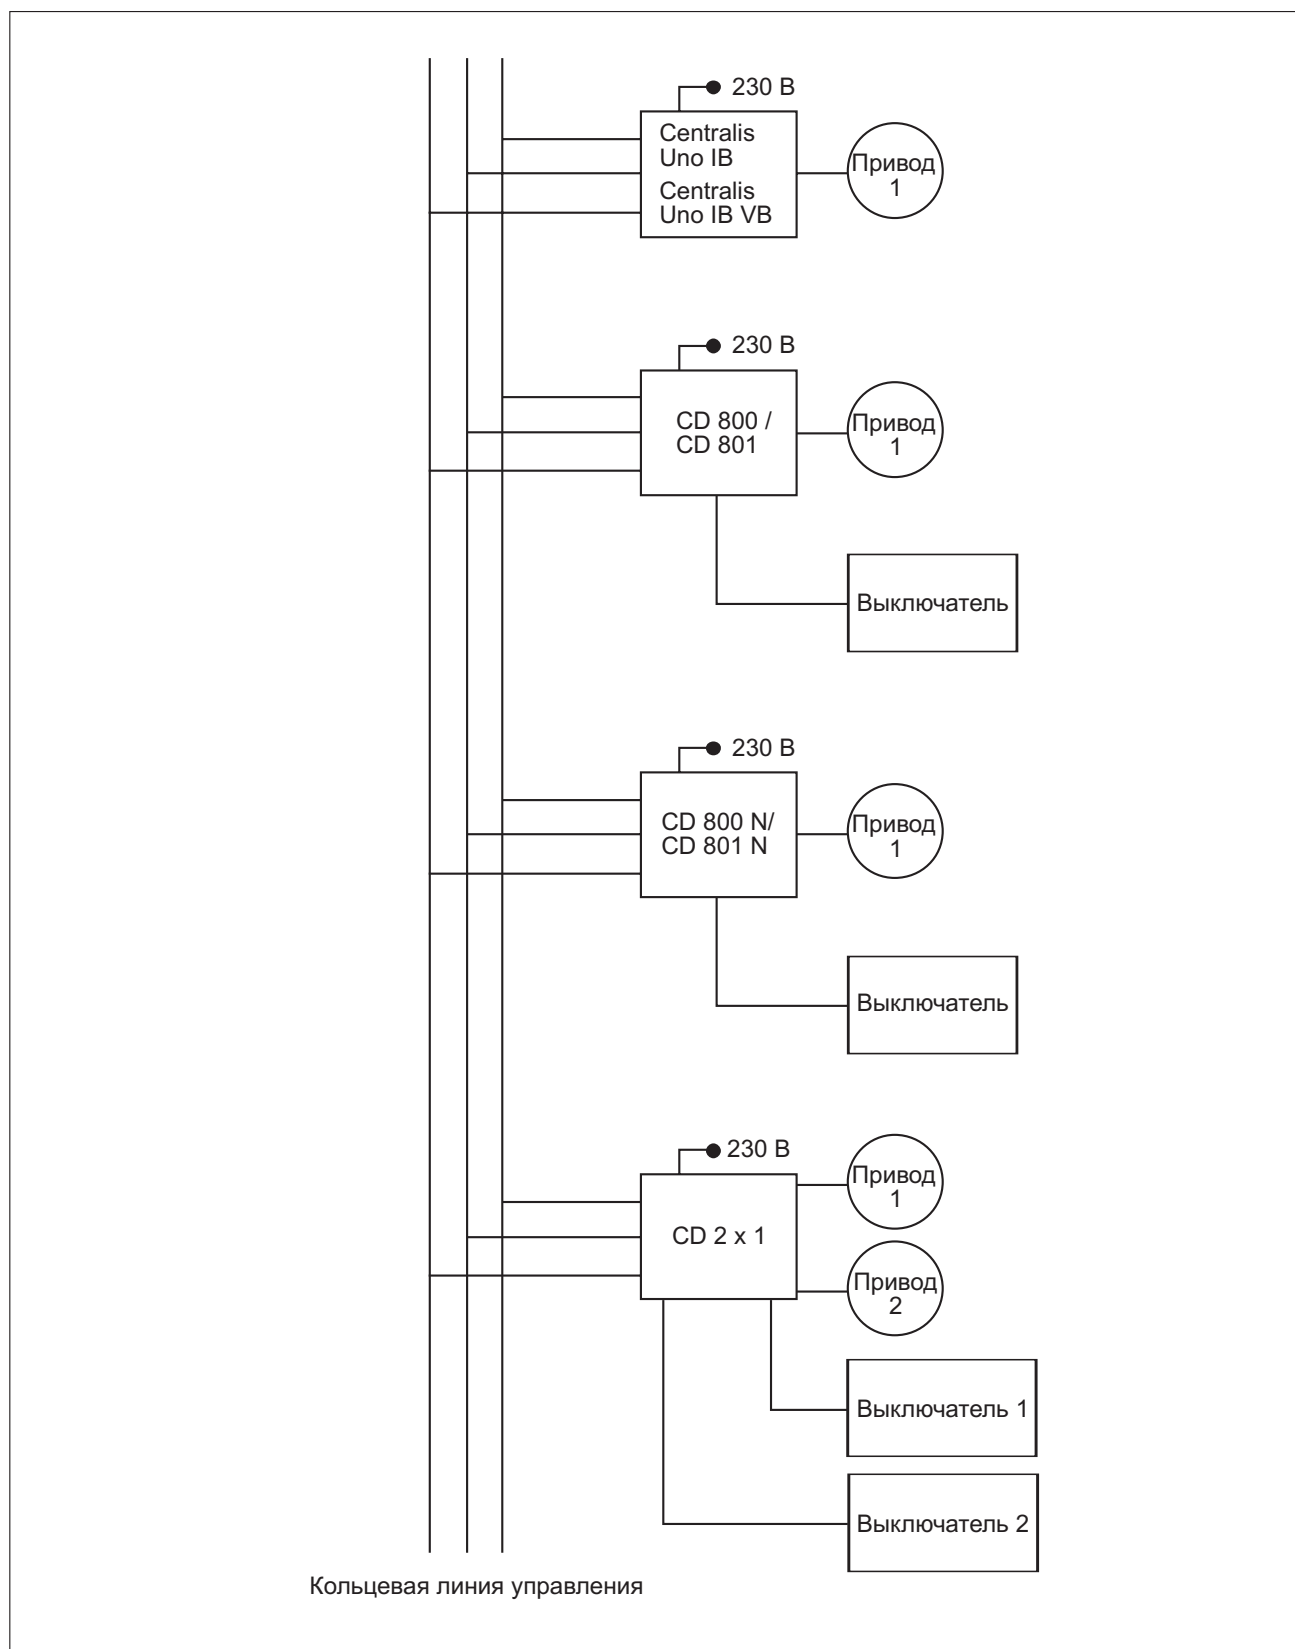 230 В
Centralis
Uno IB
Centralis
Uno IB VB
Привод
1
230 В
CD 800 /
CD 801
Привод
1
Выключатель
230 В
CD 800 N/
CD 801 N
Привод
1
Выключатель
230 В
CD 2 x 1
Привод
1
Привод
2
Выключатель 1
Выключатель 2
Кольцевая линия управления